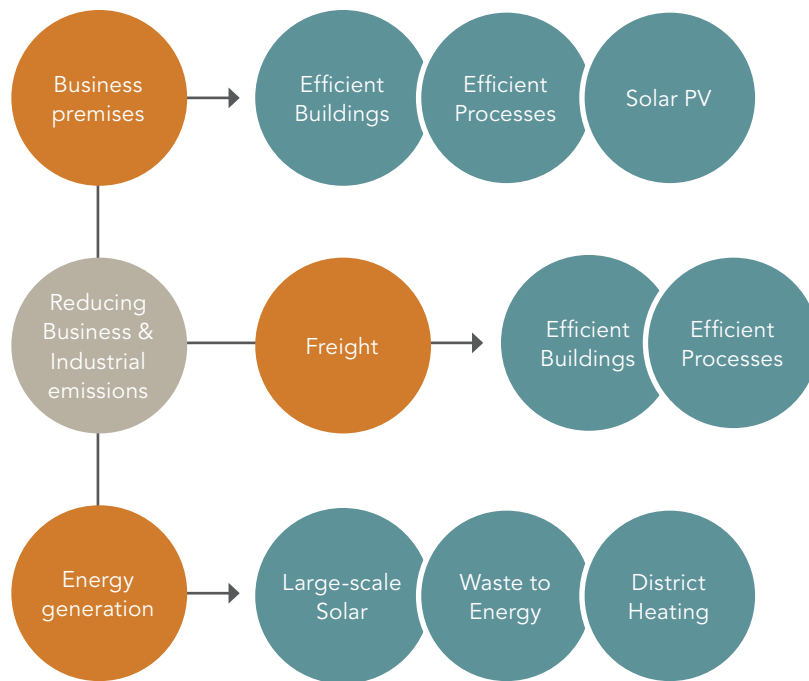 Business
premises
Efficient
Buildings
Efficient
Processes
Solar PV
Reducing
Business &
Industrial
emissions
Freight
Efficient
Buildings
Efficient
Processes
Energy
generation
Large-scale
Solar
Waste to
Energy
District
Heating